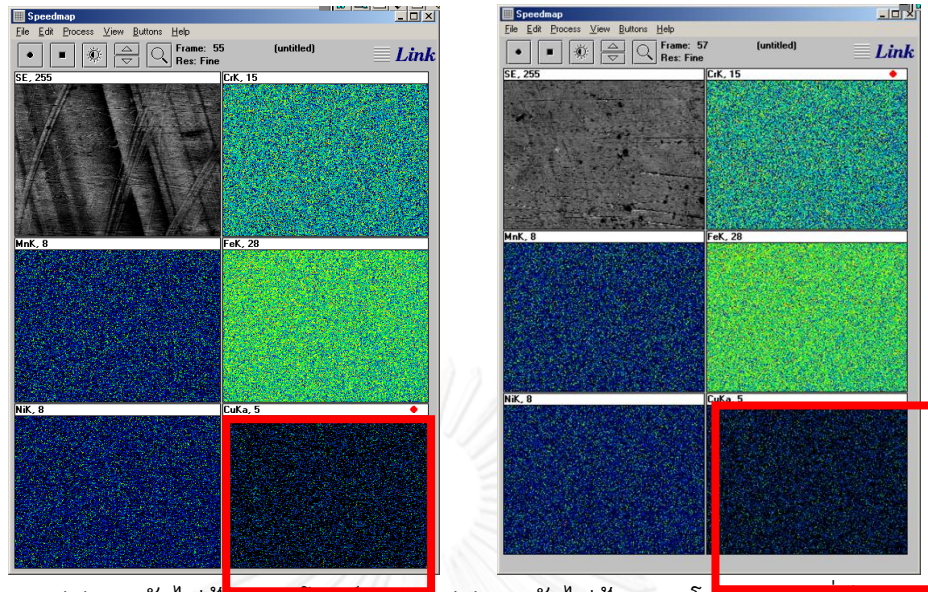 Speedmap
File Edit Process View Buttons Help
Frame: 55 (untitled)
Res: Fine
Link
SE, 255 CrK, 15
MnK, 8 FeK, 28
NiK, 8 CuKa, 5
Speedmap
File Edit Process View Buttons Help
Frame: 57 (untitled)
Res: Fine
Link
SE, 255 CrK, 15
MnK, 8 FeK, 28
NiK, 8 CuKa, 5